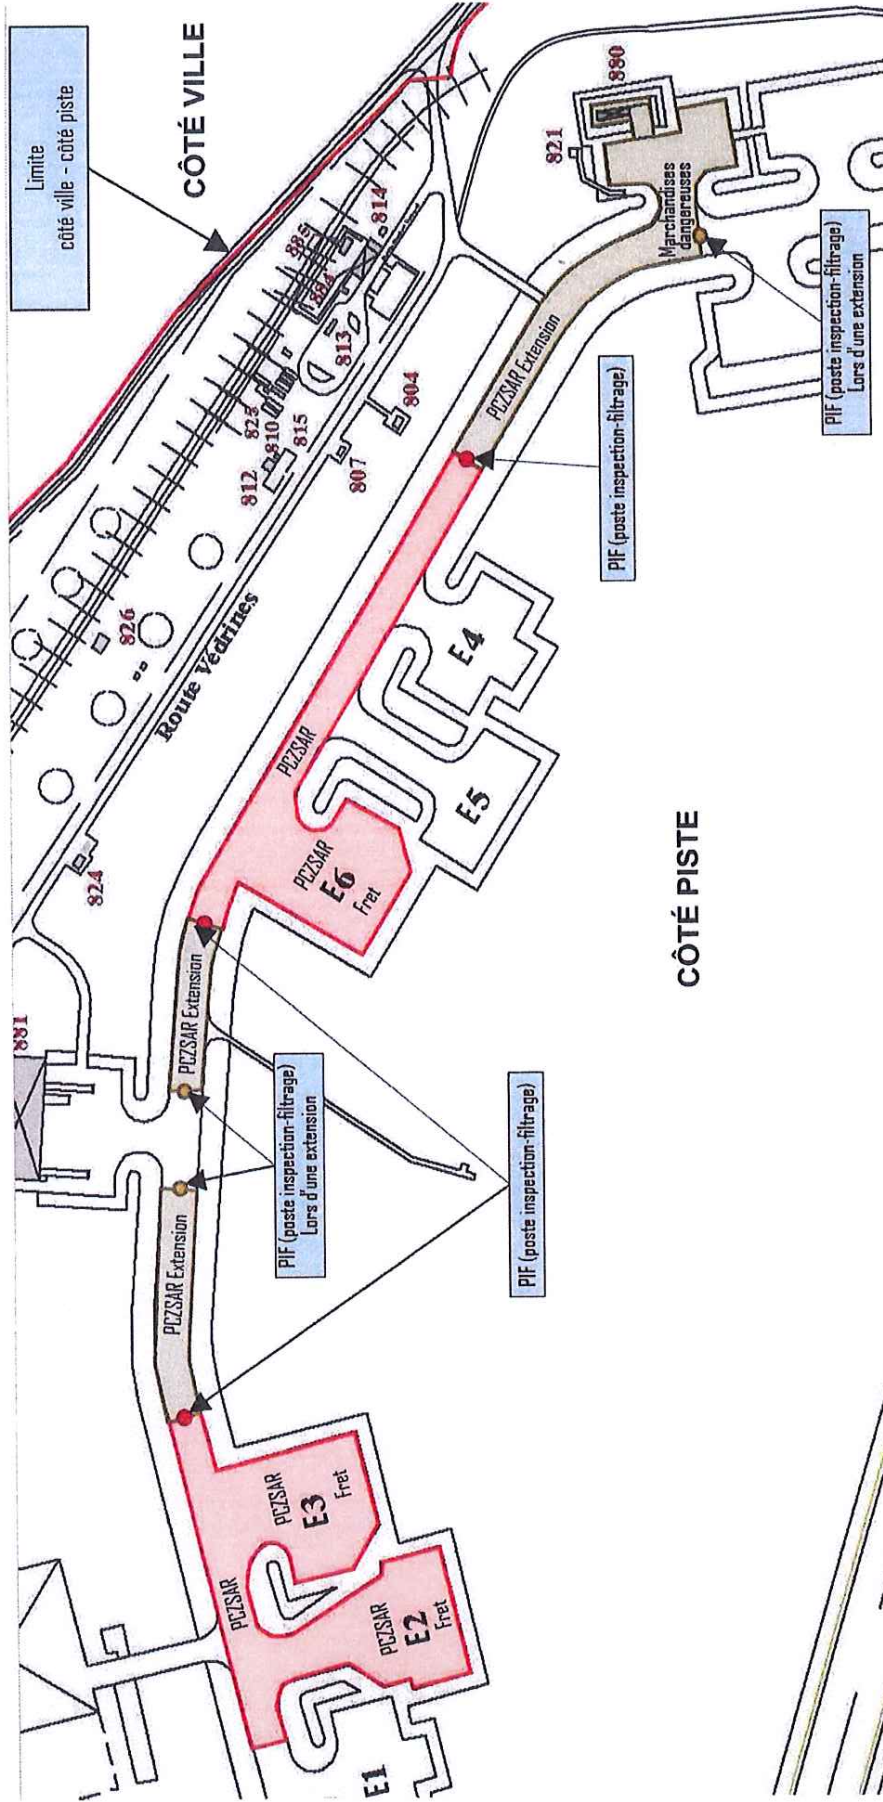 Limite
côté ville - côté piste
CÔTÉ VILLE
880
821
Marchandises
dangereuses
PIF (poste inspection-filtrage)
Lors d'une extension
814
884
813
823
810
815
812
807
804
PCZSAR Extension
PIF (poste inspection-filtrage)
826
Route Védrines
824
E4
E5
PCZSAR
PCZSAR
E6
Fret
CÔTÉ PISTE
881
PCZSAR Extension
PIF (poste inspection-filtrage)
Lors d'une extension
PIF (poste inspection-filtrage)
PCZSAR Extension
PCZSAR
E3
Fret
PCZSAR
PCZSAR
E2
Fret
E1